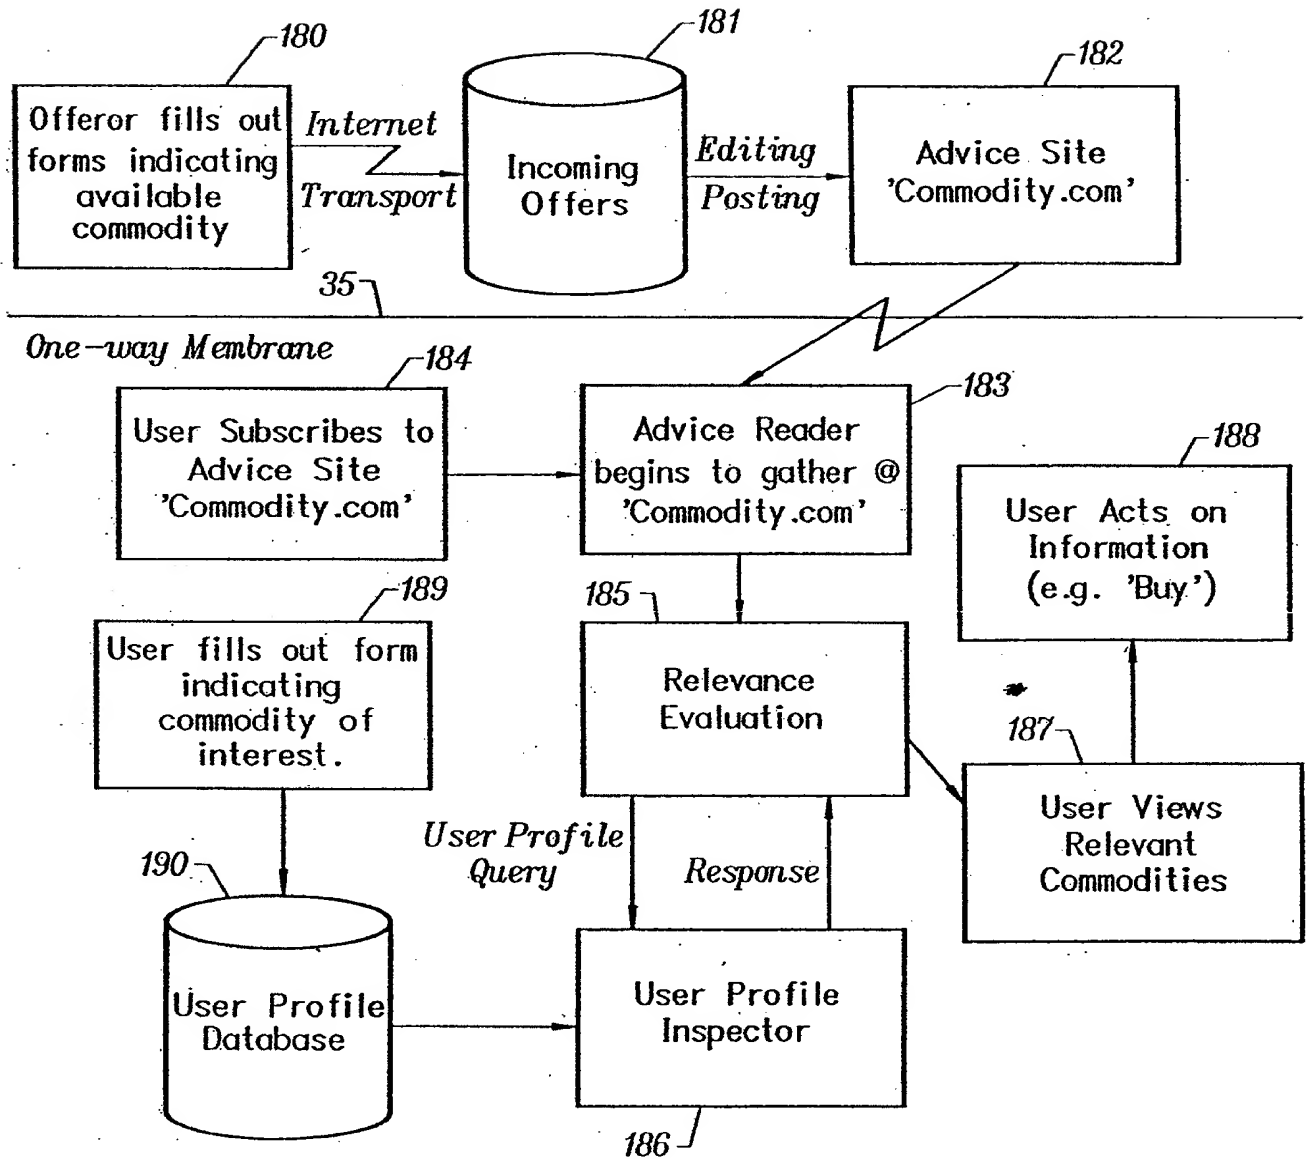 180
Offeror fills out
forms indicating
available
commodity
Internet
Transport
181
Incoming
Offers
Editing
Posting
182
Advice Site
'Commodity.com'
35
One-way Membrane
184
User Subscribes to
Advice Site
'Commodity.com'
183
Advice Reader
begins to gather @
'Commodity.com'
188
User Acts on
Information
(e.g. 'Buy')
189
User fills out form
indicating
commodity of
interest.
185
Relevance
Evaluation
187
User Views
Relevant
Commodities
User Profile
Query
Response
190
User Profile
Database
User Profile
Inspector
186